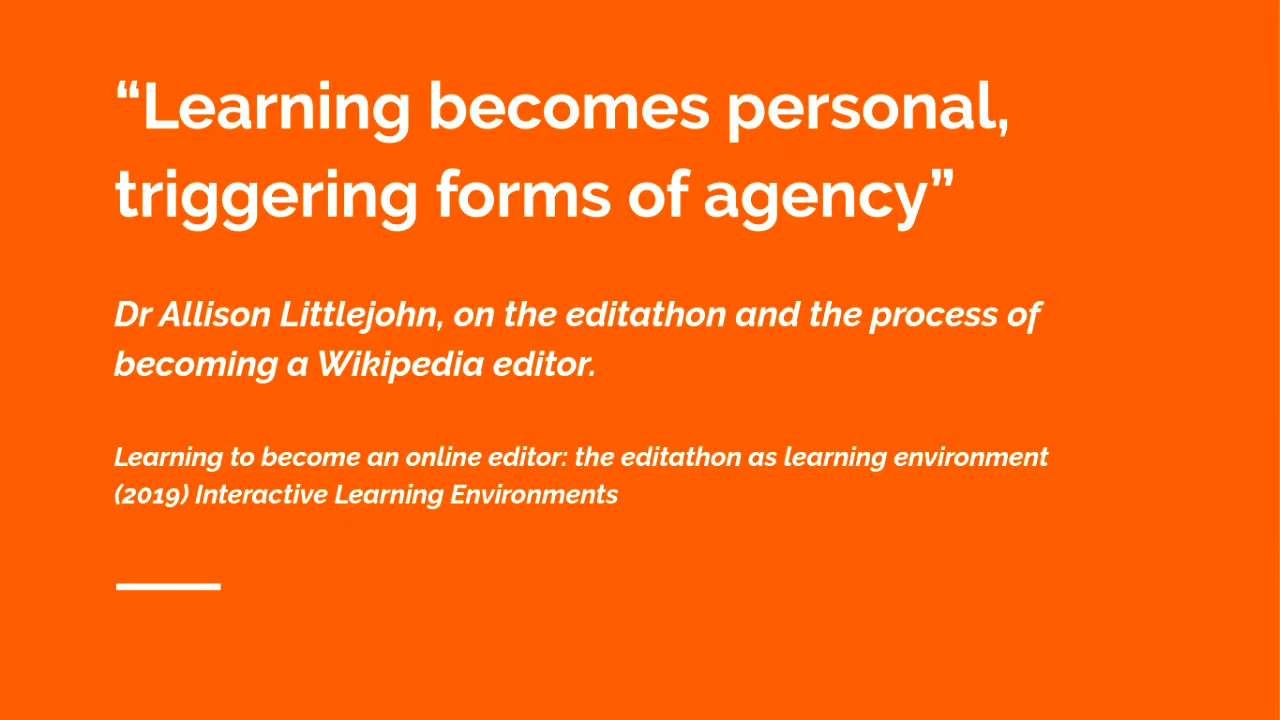 “Learning becomes personal,
triggering forms of agency”
Dr Allison Littlejohn, on the editathon and the process of
becoming a Wikipedia editor.
Learning to become an online editor: the editathon as learning environment
(2019) Interactive Learning Environments